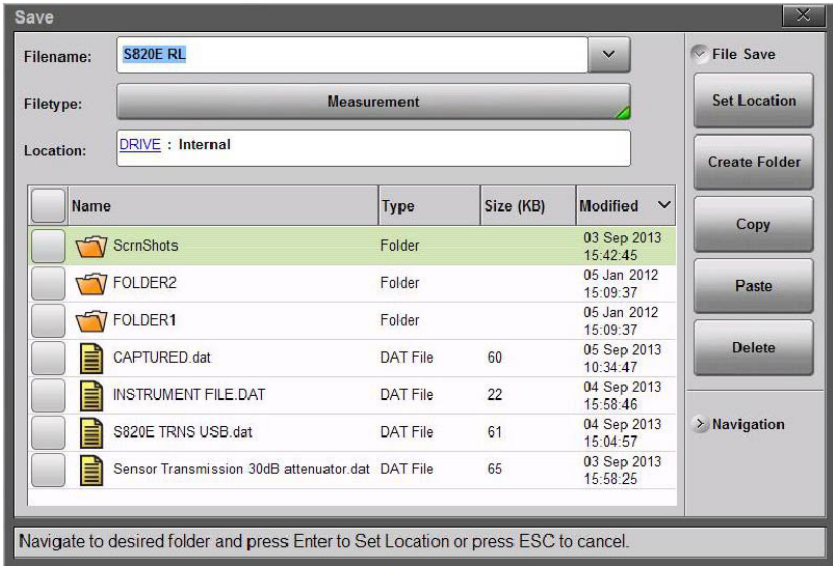 Save
Filename: S820E RL
Filetype: Measurement
Location: DRIVE : Internal
Name Type Size (KB) Modified
ScrnShots Folder 03 Sep 2013
15:42:45
FOLDER2 Folder 05 Jan 2012
15:09:37
FOLDER1 Folder 05 Jan 2012
15:09:37
CAPTURED.dat DAT File 60 05 Sep 2013
10:34:47
INSTRUMENT FILE.DAT DAT File 22 04 Sep 2013
15:58:46
S820E TRNS USB.dat DAT File 61 04 Sep 2013
15:04:57
Sensor Transmission 30dB attenuator.dat DAT File 65 03 Sep 2013
15:58:25
File Save
Set Location
Create Folder
Copy
Paste
Delete
Navigation
Navigate to desired folder and press Enter to Set Location or press ESC to cancel.